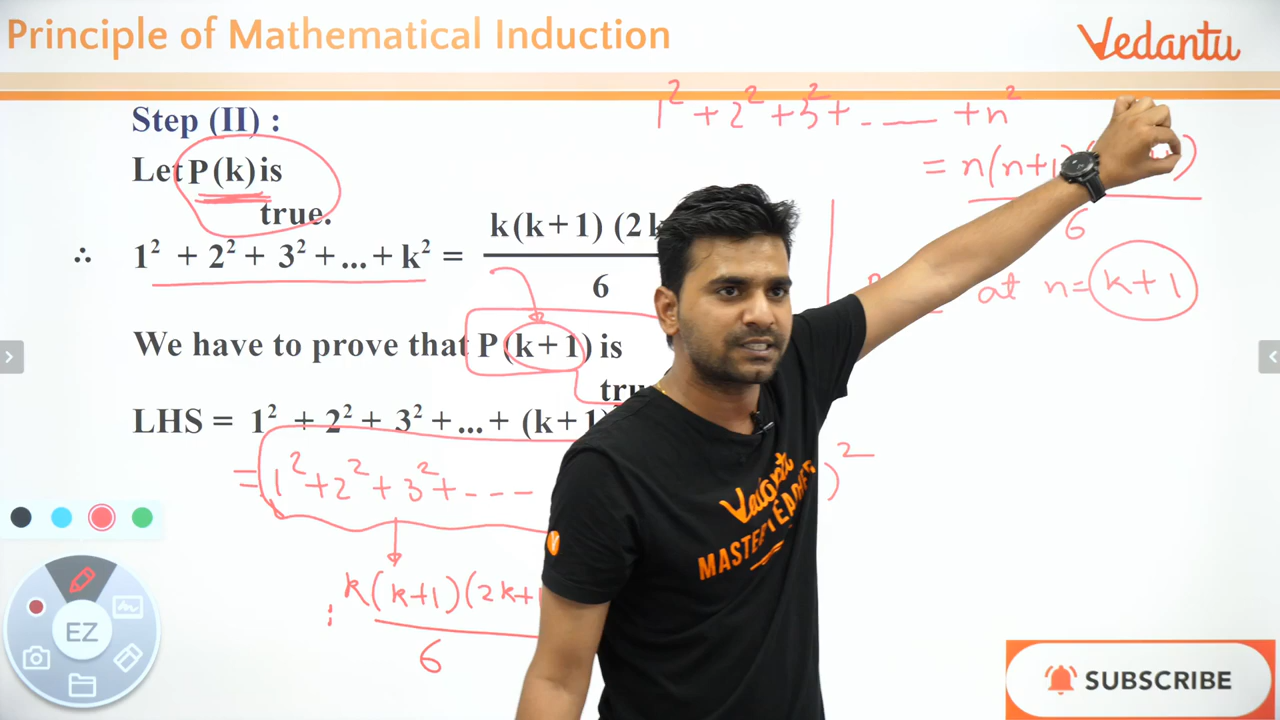 Principle of Mathematical Induction
Vedantu
Step (II) :
Let P(k) is
true.
∴ 1² + 2² + 3² + ... + k² = k(k+1) (2k
6
We have to prove that P(k+1) is
tru
LHS = 1² + 2² + 3² + ... + (k+1)
= 1² + 2² + 3² + - - - )²
k(k+1)(2k+1
6
1² + 2² + 3² + - - - + n²
= n(n+1) )
6
at n = k+1
Vedantu
MASTER TEACHER
EZ
SUBSCRIBE